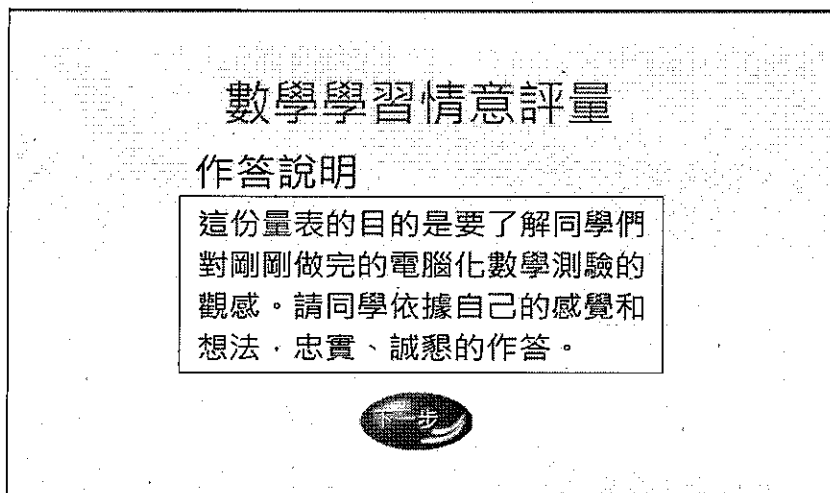 數學學習情意評量
作答說明
這份量表的目的是要了解同學們
對剛剛做完的電腦化數學測驗的
觀感。請同學依據自己的感覺和
想法，忠實、誠懇的作答。
下一步